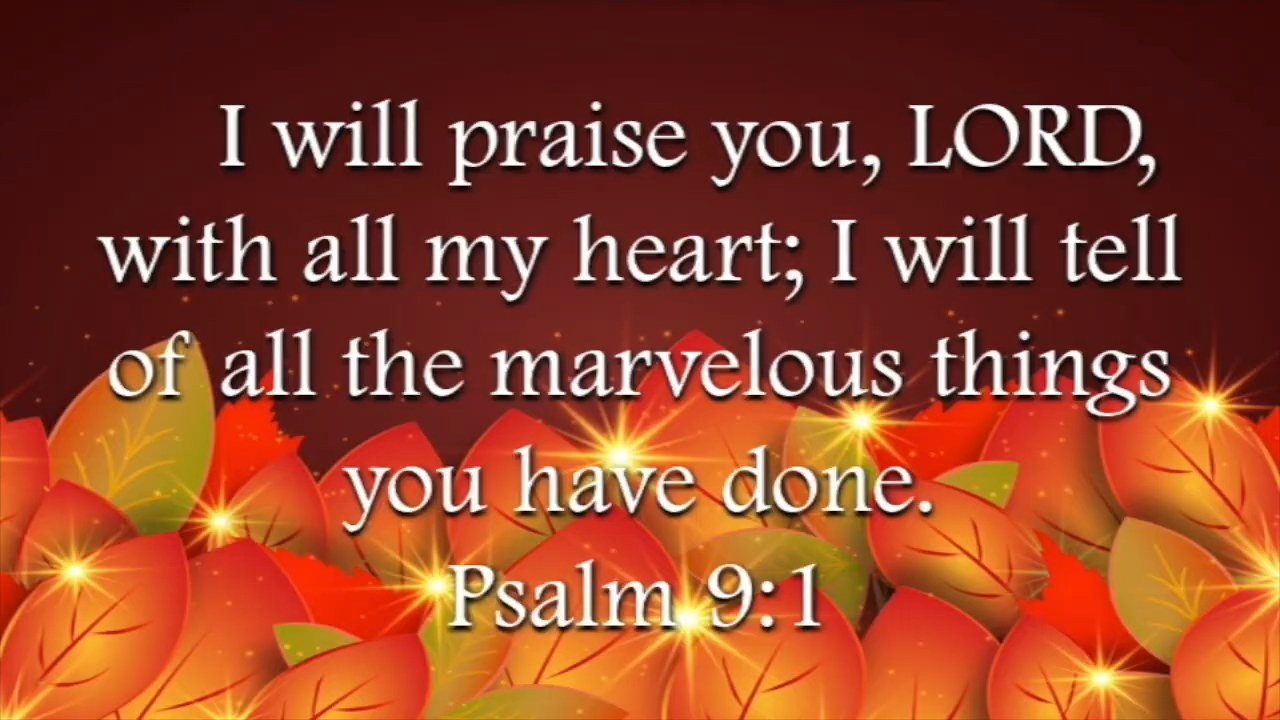 I will praise you, LORD,
with all my heart; I will tell
of all the marvelous things
you have done.
Psalm 9:1